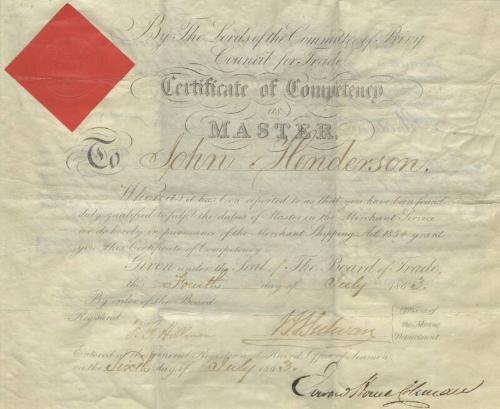 By The Lords of the Committee of Privy
Council for Trade
Certificate of Competency
as
MASTER.
To John Henderson.
Whereas it has been reported to us that you have been found
duly qualified to fulfil the duties of Master in the Merchant Service
we do hereby in pursuance of the Merchant Shipping Act 1854 grant
you this Certificate of Competency.
Given under the Seal of The Board of Trade,
this Fourth day of July 1863.
By order of the Board.
Registered
B J Sulivan
Officers of
the Marine
Department.
Entered at the General Register and Record Office of Seamen
on the Sixth day of July 1863.
Edward